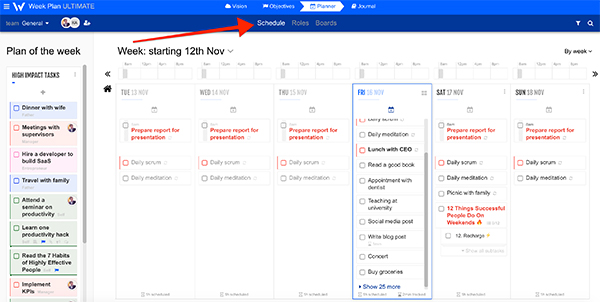 Week Plan ULTIMATE
Vision
Objectives
Planner
Journal
team General
Schedule
Roles
Boards
Plan of the week
Week: starting 12th Nov
By week
HIGH IMPACT TASKS
+
Dinner with wife
Meetings with
supervisors
Hire a developer to
build SaaS
Travel with family
Attend a
seminar on
productivity
Learn one
productivity hack
Read the 7 Habits
of Highly Effective
People
Implement
KPIs
TUE 13 NOV
Prepare report for
presentation
Daily scrum
Daily meditation
WED 14 NOV
Prepare report for
presentation
Daily scrum
Daily meditation
THU 15 NOV
Prepare report for
presentation
Daily scrum
Daily meditation
FRI 16 NOV
Daily scrum
Daily meditation
Lunch with CEO
Read a good book
Appointment with
dentist
Teaching at
university
Social media post
Write blog post
Concert
Buy groceries
Show 25 more
SAT 17 NOV
Prepare report for
presentation
Daily scrum
Daily meditation
Picnic with family
12 Things Successful
People Do On
Weekends
12. Recharge
SUN 18 NOV
Prepare report for
presentation
Daily scrum
Daily meditation